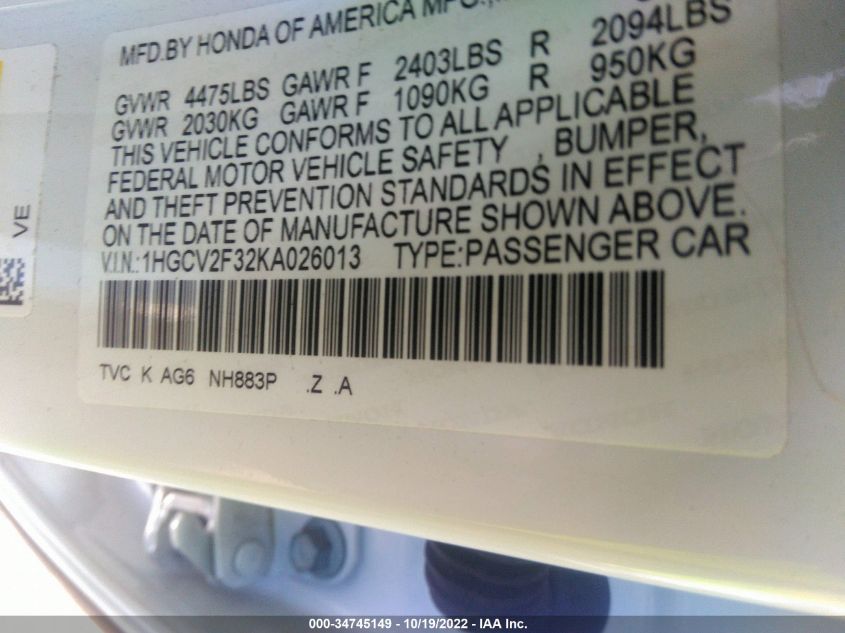 MFD.BY HONDA OF AMERICA MFG.,
GVWR 4475LBS GAWR F 2403LBS R 2094LBS
GVWR 2030KG GAWR F 1090KG R 950KG
THIS VEHICLE CONFORMS TO ALL APPLICABLE
FEDERAL MOTOR VEHICLE SAFETY , BUMPER,
AND THEFT PREVENTION STANDARDS IN EFFECT
ON THE DATE OF MANUFACTURE SHOWN ABOVE.
V.I.N.:1HGCV2F32KA026013 TYPE:PASSENGER CAR
TVC K AG6 NH883P .Z .A
VE
000-34745149 - 10/19/2022 - IAA Inc.